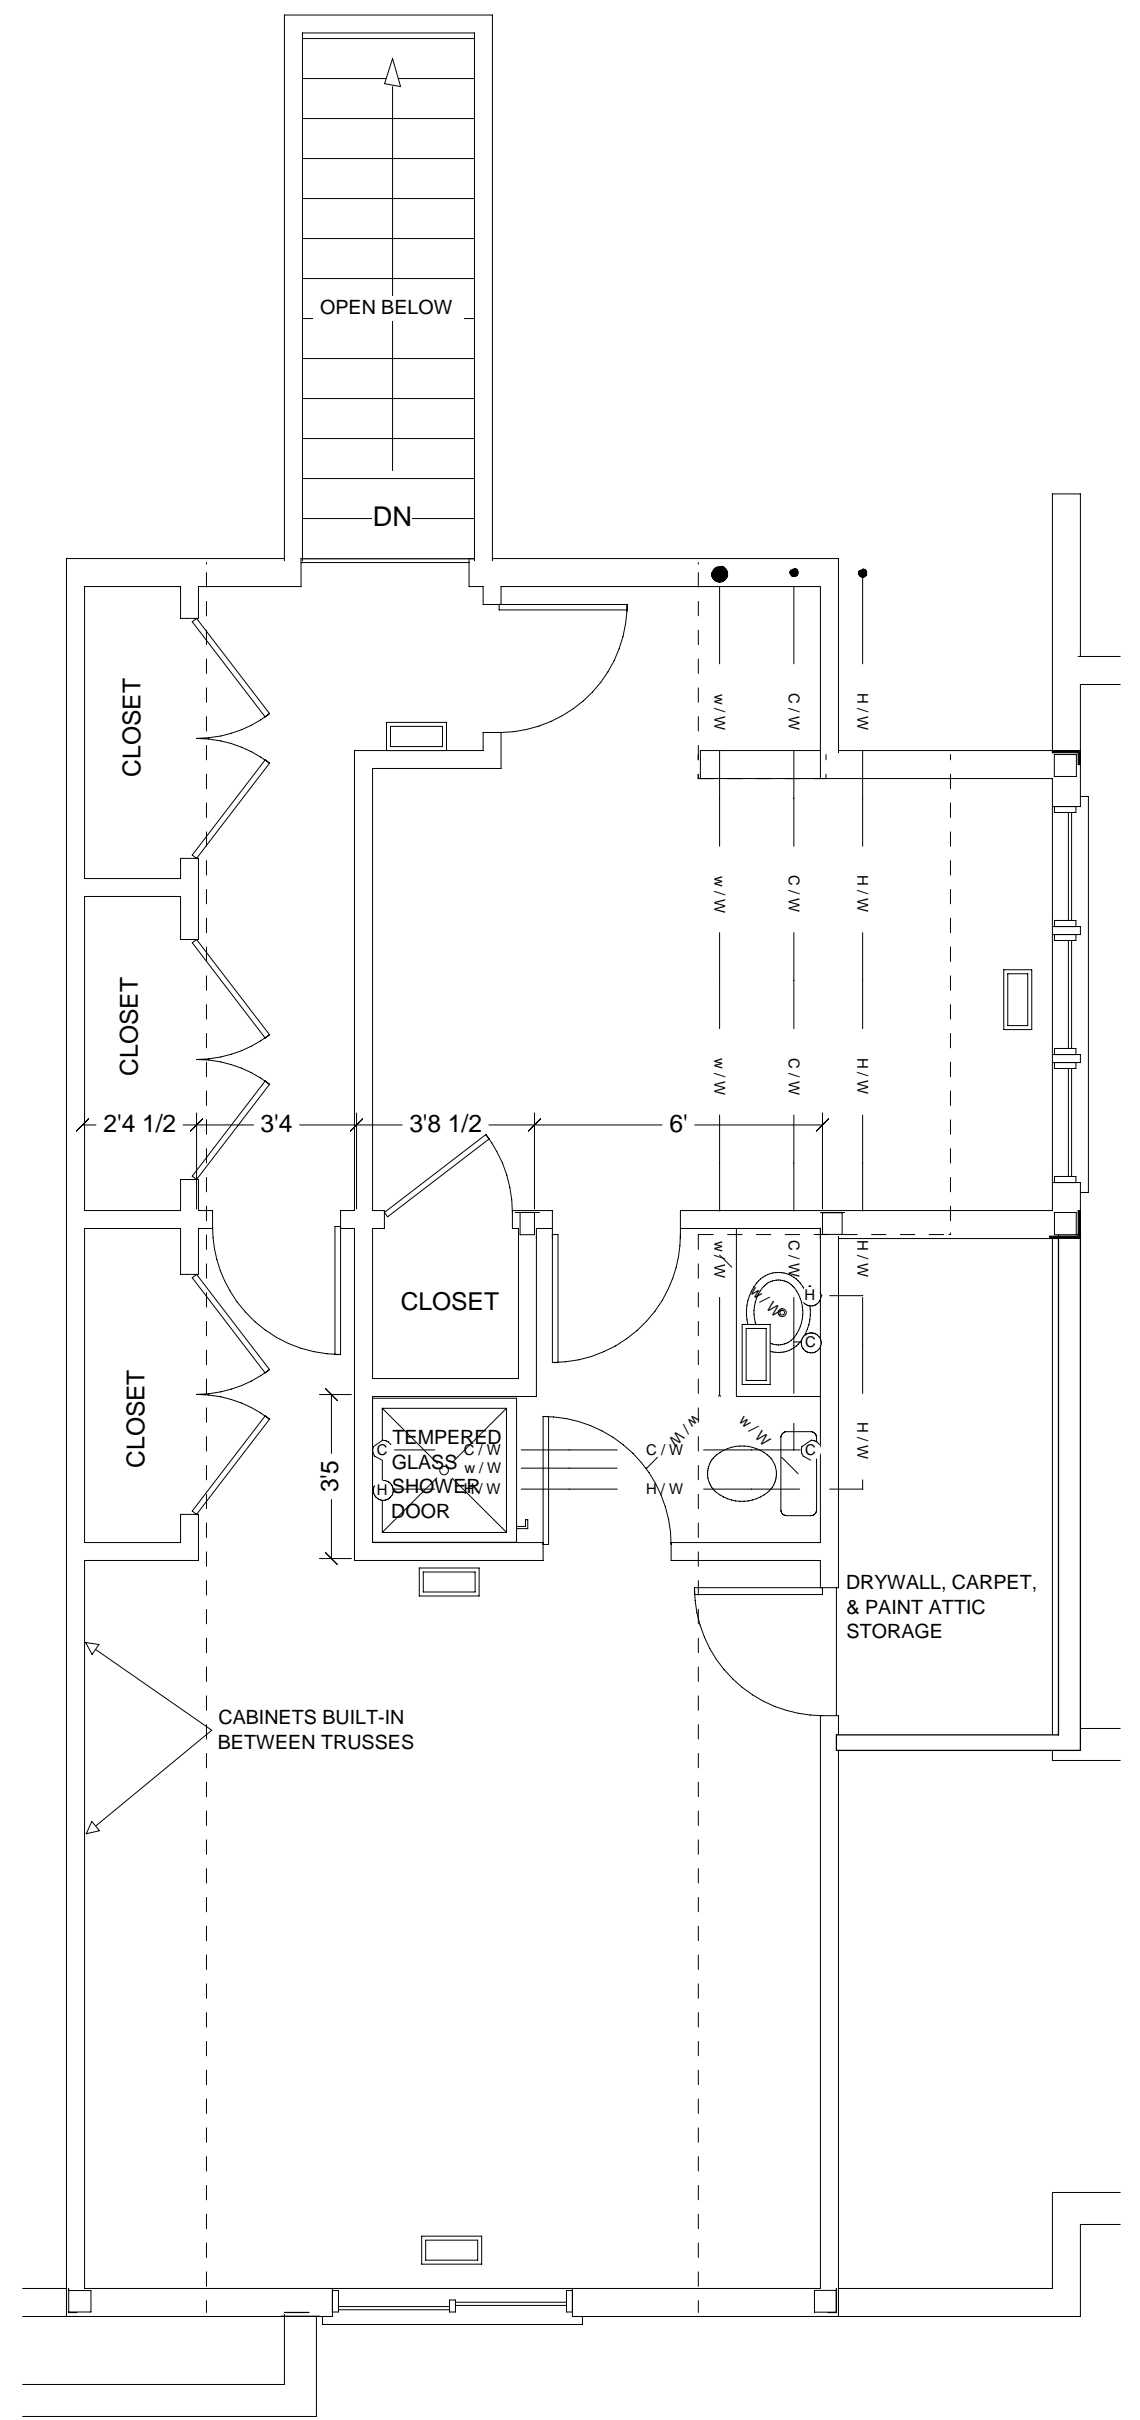 OPEN BELOW
DN
CLOSET
w / W
C / W
H / W
w / W
C / W
H / W
CLOSET
w / W
C / W
H / W
2'4 1/2
3'4
3'8 1/2
6'
w / W
C / W
H / W
CLOSET
w / W
H
C
CLOSET
3'5
TEMPERED
GLASS
SHOWER
DOOR
C
H
C / W
w / W
H / W
C / W
H / W
w / W
w / W
C
H / W
DRYWALL, CARPET,
& PAINT ATTIC
STORAGE
CABINETS BUILT-IN
BETWEEN TRUSSES